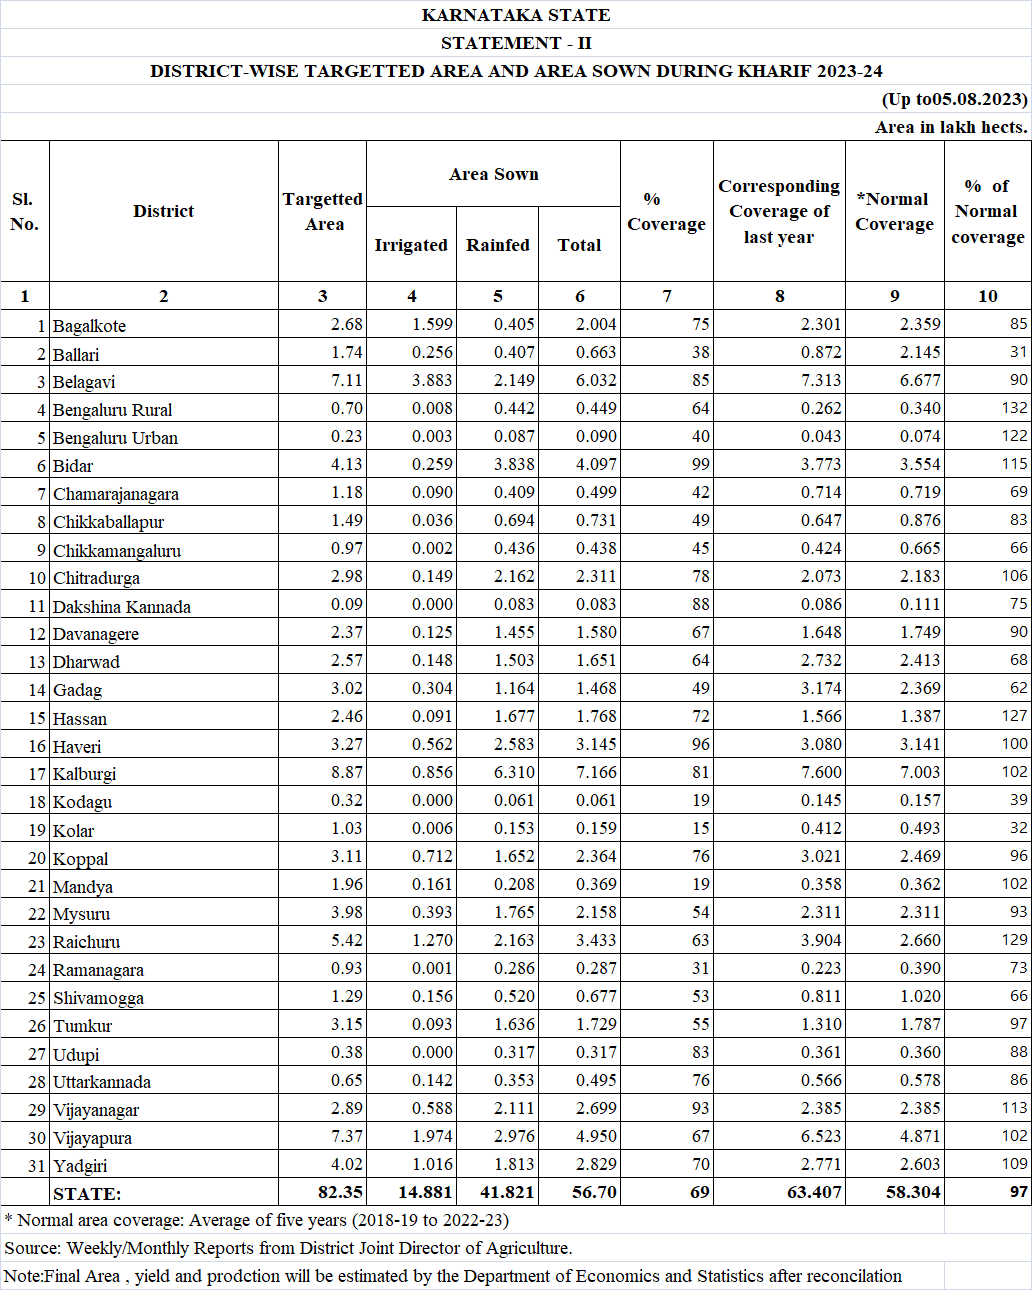 KARNATAKA STATE
STATEMENT - II
DISTRICT-WISE TARGETTED AREA AND AREA SOWN DURING KHARIF 2023-24
(Up to05.08.2023)
Area in lakh hects.
Sl. No. District Targetted Area Area Sown % Coverage Corresponding Coverage of last year *Normal Coverage % of Normal coverage
Irrigated Rainfed Total
1 2 3 4 5 6 7 8 9 10
1 Bagalkote 2.68 1.599 0.405 2.004 75 2.301 2.359 85
2 Ballari 1.74 0.256 0.407 0.663 38 0.872 2.145 31
3 Belagavi 7.11 3.883 2.149 6.032 85 7.313 6.677 90
4 Bengaluru Rural 0.70 0.008 0.442 0.449 64 0.262 0.340 132
5 Bengaluru Urban 0.23 0.003 0.087 0.090 40 0.043 0.074 122
6 Bidar 4.13 0.259 3.838 4.097 99 3.773 3.554 115
7 Chamarajanagara 1.18 0.090 0.409 0.499 42 0.714 0.719 69
8 Chikkaballapur 1.49 0.036 0.694 0.731 49 0.647 0.876 83
9 Chikkamangaluru 0.97 0.002 0.436 0.438 45 0.424 0.665 66
10 Chitradurga 2.98 0.149 2.162 2.311 78 2.073 2.183 106
11 Dakshina Kannada 0.09 0.000 0.083 0.083 88 0.086 0.111 75
12 Davanagere 2.37 0.125 1.455 1.580 67 1.648 1.749 90
13 Dharwad 2.57 0.148 1.503 1.651 64 2.732 2.413 68
14 Gadag 3.02 0.304 1.164 1.468 49 3.174 2.369 62
15 Hassan 2.46 0.091 1.677 1.768 72 1.566 1.387 127
16 Haveri 3.27 0.562 2.583 3.145 96 3.080 3.141 100
17 Kalburgi 8.87 0.856 6.310 7.166 81 7.600 7.003 102
18 Kodagu 0.32 0.000 0.061 0.061 19 0.145 0.157 39
19 Kolar 1.03 0.006 0.153 0.159 15 0.412 0.493 32
20 Koppal 3.11 0.712 1.652 2.364 76 3.021 2.469 96
21 Mandya 1.96 0.161 0.208 0.369 19 0.358 0.362 102
22 Mysuru 3.98 0.393 1.765 2.158 54 2.311 2.311 93
23 Raichuru 5.42 1.270 2.163 3.433 63 3.904 2.660 129
24 Ramanagara 0.93 0.001 0.286 0.287 31 0.223 0.390 73
25 Shivamogga 1.29 0.156 0.520 0.677 53 0.811 1.020 66
26 Tumkur 3.15 0.093 1.636 1.729 55 1.310 1.787 97
27 Udupi 0.38 0.000 0.317 0.317 83 0.361 0.360 88
28 Uttarkannada 0.65 0.142 0.353 0.495 76 0.566 0.578 86
29 Vijayanagar 2.89 0.588 2.111 2.699 93 2.385 2.385 113
30 Vijayapura 7.37 1.974 2.976 4.950 67 6.523 4.871 102
31 Yadgiri 4.02 1.016 1.813 2.829 70 2.771 2.603 109
STATE: 82.35 14.881 41.821 56.70 69 63.407 58.304 97
* Normal area coverage: Average of five years (2018-19 to 2022-23)
Source: Weekly/Monthly Reports from District Joint Director of Agriculture.
Note:Final Area , yield and prodction will be estimated by the Department of Economics and Statistics after reconcilation